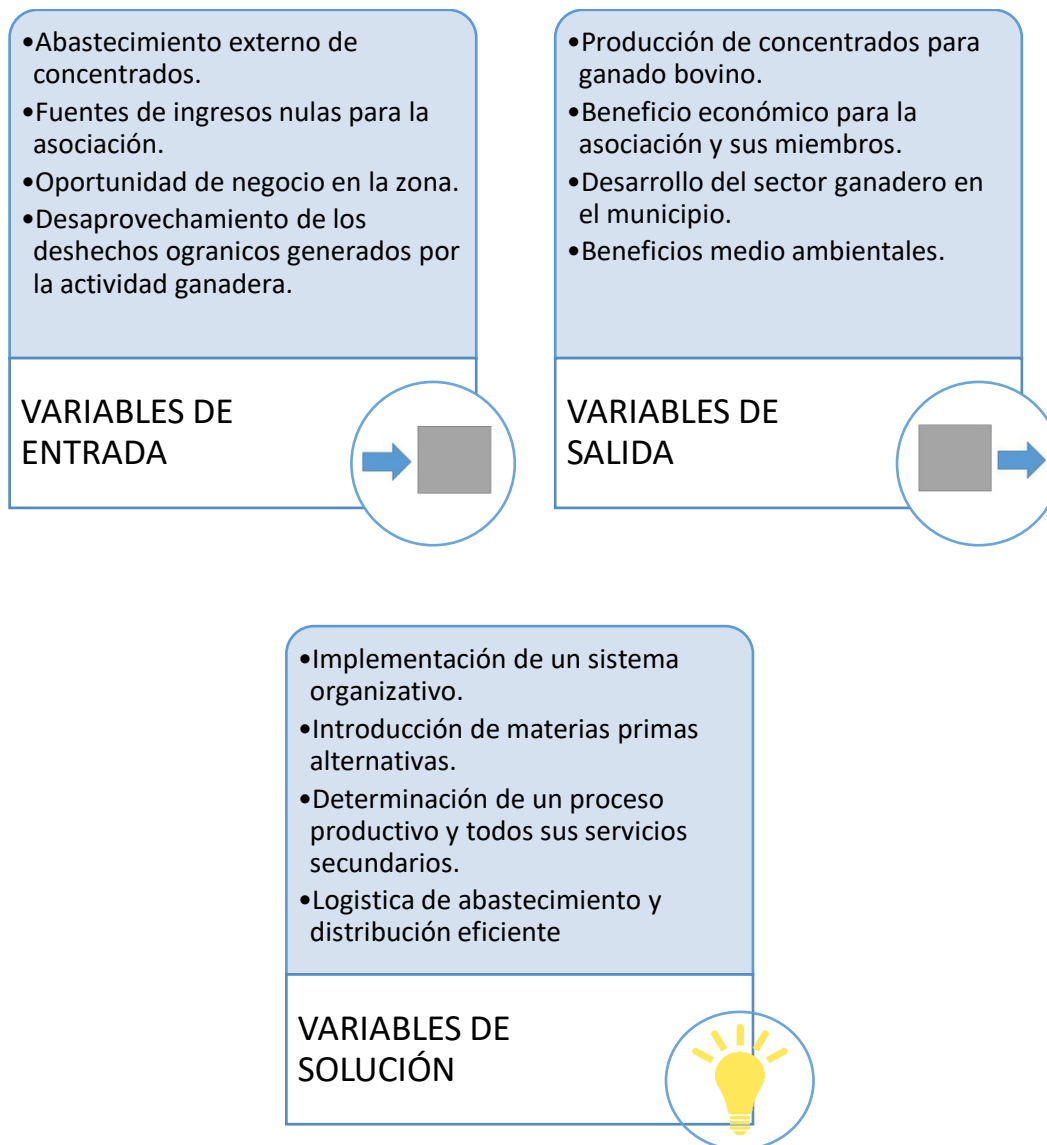 •Abastecimiento externo de
concentrados.
•Fuentes de ingresos nulas para la
asociación.
•Oportunidad de negocio en la zona.
•Desaprovechamiento de los
deshechos ogranicos generados por
la actividad ganadera.
VARIABLES DE
ENTRADA
•Producción de concentrados para
ganado bovino.
•Beneficio económico para la
asociación y sus miembros.
•Desarrollo del sector ganadero en
el municipio.
•Beneficios medio ambientales.
VARIABLES DE
SALIDA
•Implementación de un sistema
organizativo.
•Introducción de materias primas
alternativas.
•Determinación de un proceso
productivo y todos sus servicios
secundarios.
•Logistica de abastecimiento y
distribución eficiente
VARIABLES DE
SOLUCIÓN